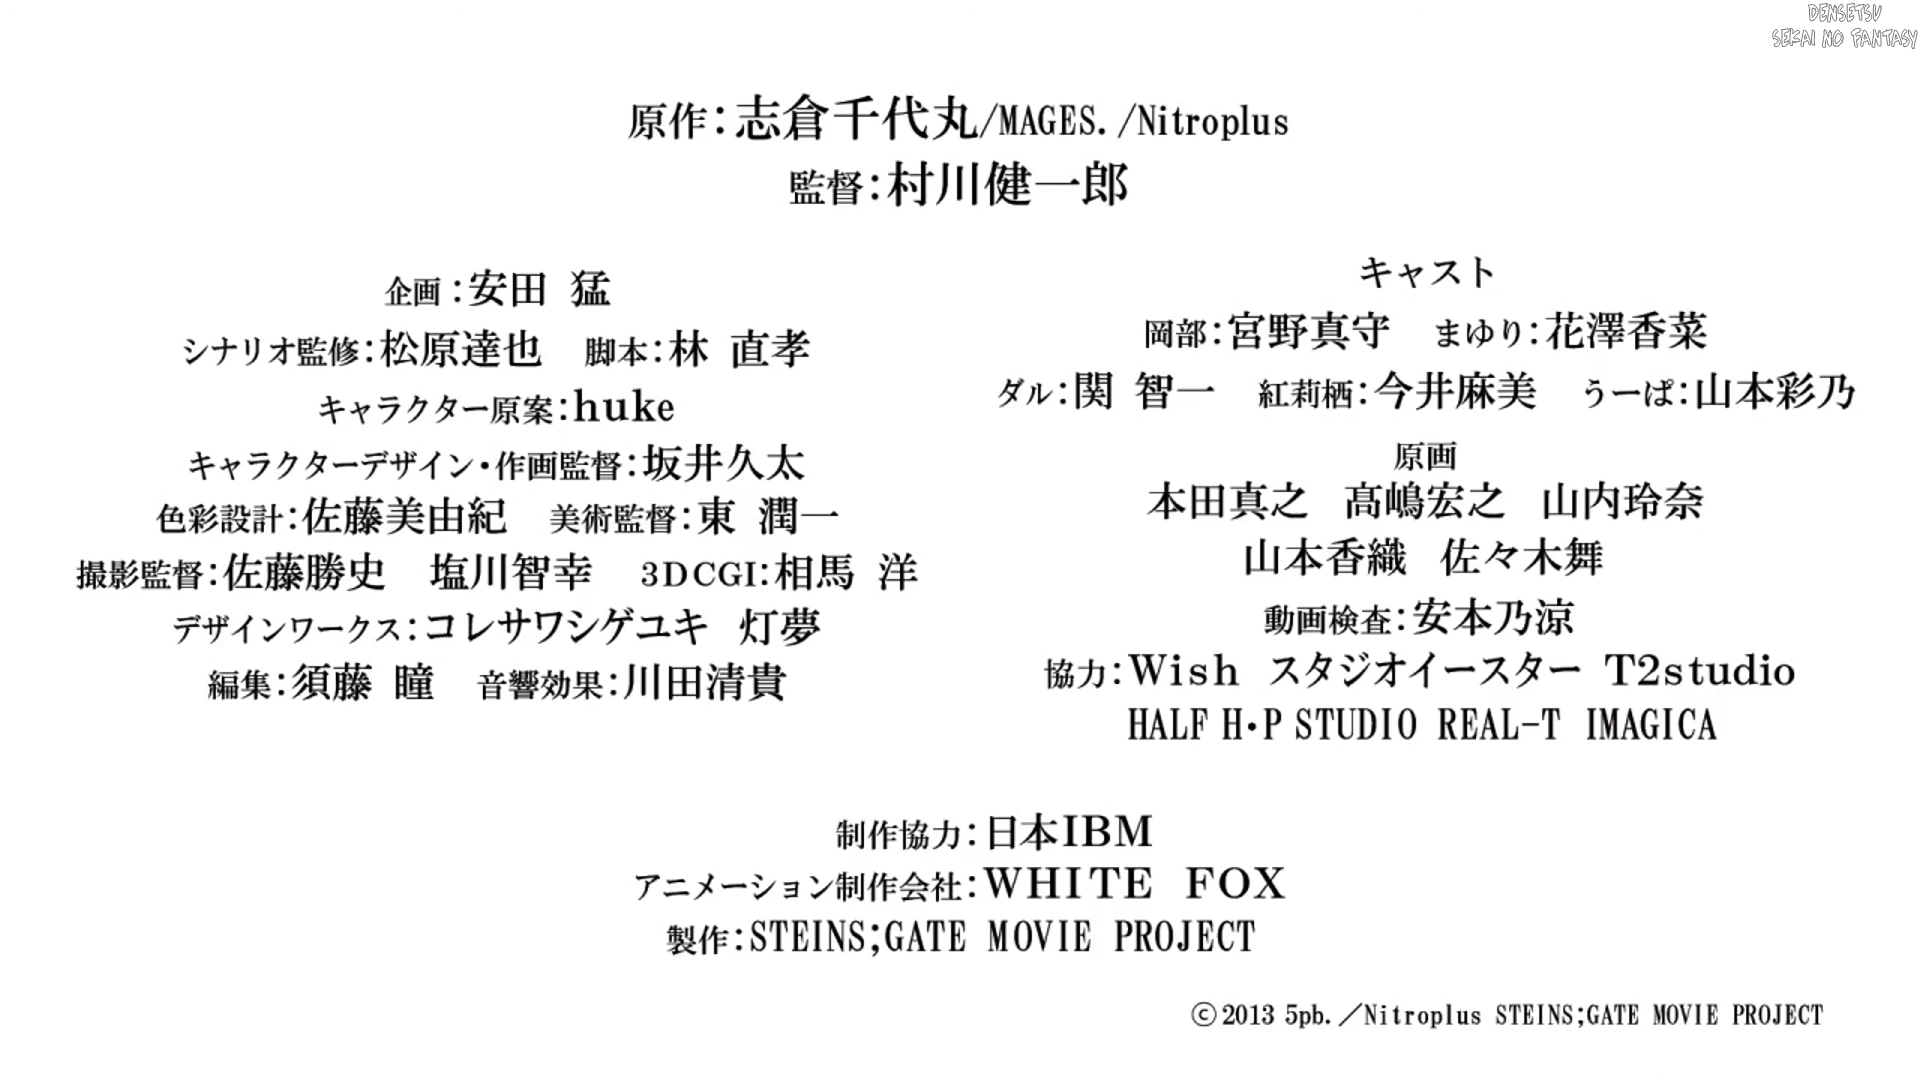 DENSETSU
SEKAI NO FANTASY
原作：志倉千代丸/MAGES./Nitroplus
監督：村川健一郎
企画：安田 猛
シナリオ監修：松原達也 脚本：林 直孝
キャラクター原案：huke
キャラクターデザイン・作画監督：坂井久太
色彩設計：佐藤美由紀 美術監督：東 潤一
撮影監督：佐藤勝史 塩川智幸 3DCGI：相馬 洋
デザインワークス：コレサワシゲユキ 灯夢
編集：須藤 瞳 音響効果：川田清貴
キャスト
岡部：宮野真守 まゆり：花澤香菜
ダル：関 智一 紅莉栖：今井麻美 うーぱ：山本彩乃
原画
本田真之 髙嶋宏之 山内玲奈
山本香織 佐々木舞
動画検査：安本乃涼
協力：Wish スタジオイースター T2studio
HALF H・P STUDIO REAL-T IMAGICA
制作協力：日本IBM
アニメーション制作会社：WHITE FOX
製作：STEINS;GATE MOVIE PROJECT
©2013 5pb.／Nitroplus STEINS;GATE MOVIE PROJECT